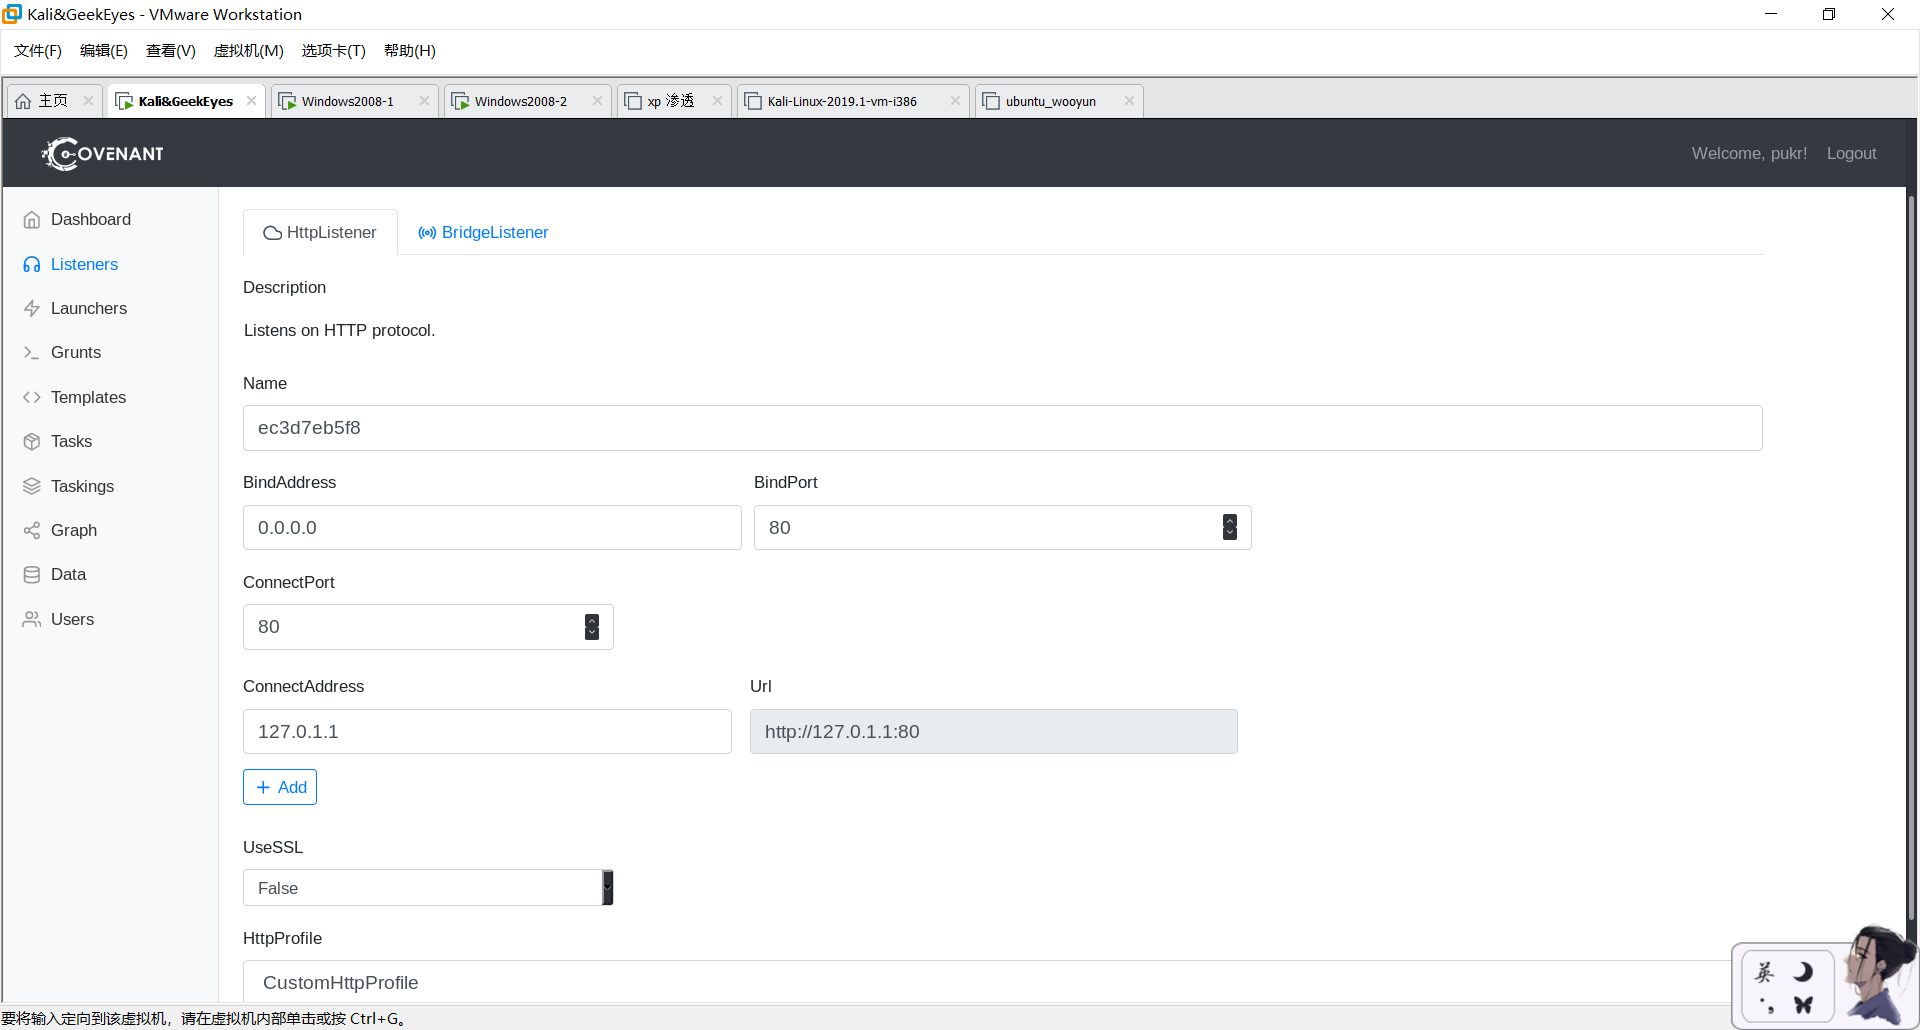 Kali&GeekEyes - VMware Workstation
文件(F) 编辑(E) 查看(V) 虚拟机(M) 选项卡(T) 帮助(H)
主页 Kali&GeekEyes Windows2008-1 Windows2008-2 xp 渗透 Kali-Linux-2019.1-vm-i386 ubuntu_wooyun
COVENANT Welcome, pukr! Logout
Dashboard
Listeners
Launchers
Grunts
Templates
Tasks
Taskings
Graph
Data
Users
HttpListener BridgeListener
Description
Listens on HTTP protocol.
Name
ec3d7eb5f8
BindAddress BindPort
0.0.0.0 80
ConnectPort
80
ConnectAddress Url
127.0.1.1 http://127.0.1.1:80
+ Add
UseSSL
False
HttpProfile
CustomHttpProfile
英
要将输入定向到该虚拟机，请在虚拟机内部单击或按 Ctrl+G。